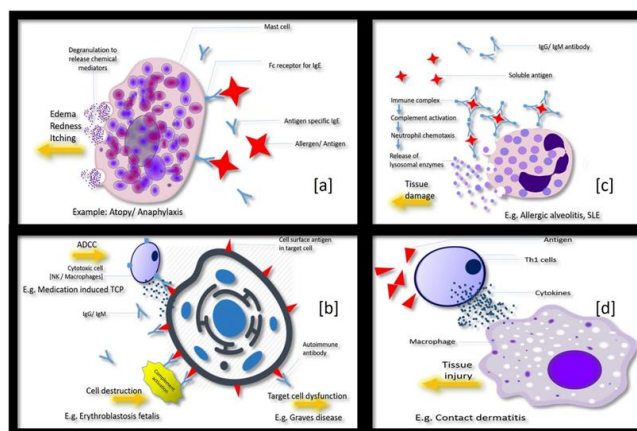 Mast cell
Degranulation to
release chemical
mediators
Fc receptor for IgE
Edema
Redness
Itching
Antigen specific IgE
Allergen/ Antigen
[a]
Example: Atopy/ Anaphylaxis
IgG/ IgM antibody
Soluble antigen
Immune complex
Complement activation
Neutrophil chemotaxis
Release of
lysosomal enzymes
[c]
Tissue
damage
E.g. Allergic alveolitis, SLE
ADCC
Cell surface antigen
in target cell
Cytotoxic cell
[NK / Macrophages]
E.g. Medication induced TCP
[b]
IgG/ IgM
Autoimmune
antibody
Complement
activation
Cell destruction
Target cell dysfunction
E.g. Erythroblastosis fetalis
E.g. Graves disease
Antigen
Th1 cells
Cytokines
[d]
Macrophage
Tissue
injury
E.g. Contact dermatitis